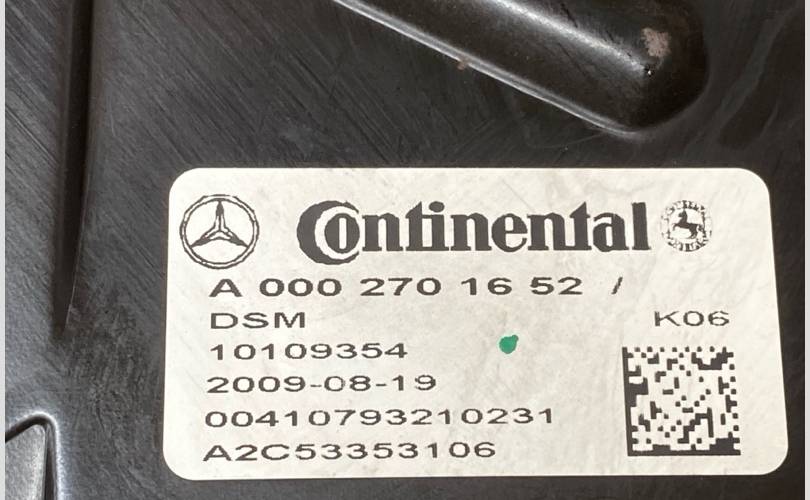 Continental
A 000 270 16 52 /
DSM K06
10109354
2009-08-19
00410793210231
A2C53353106